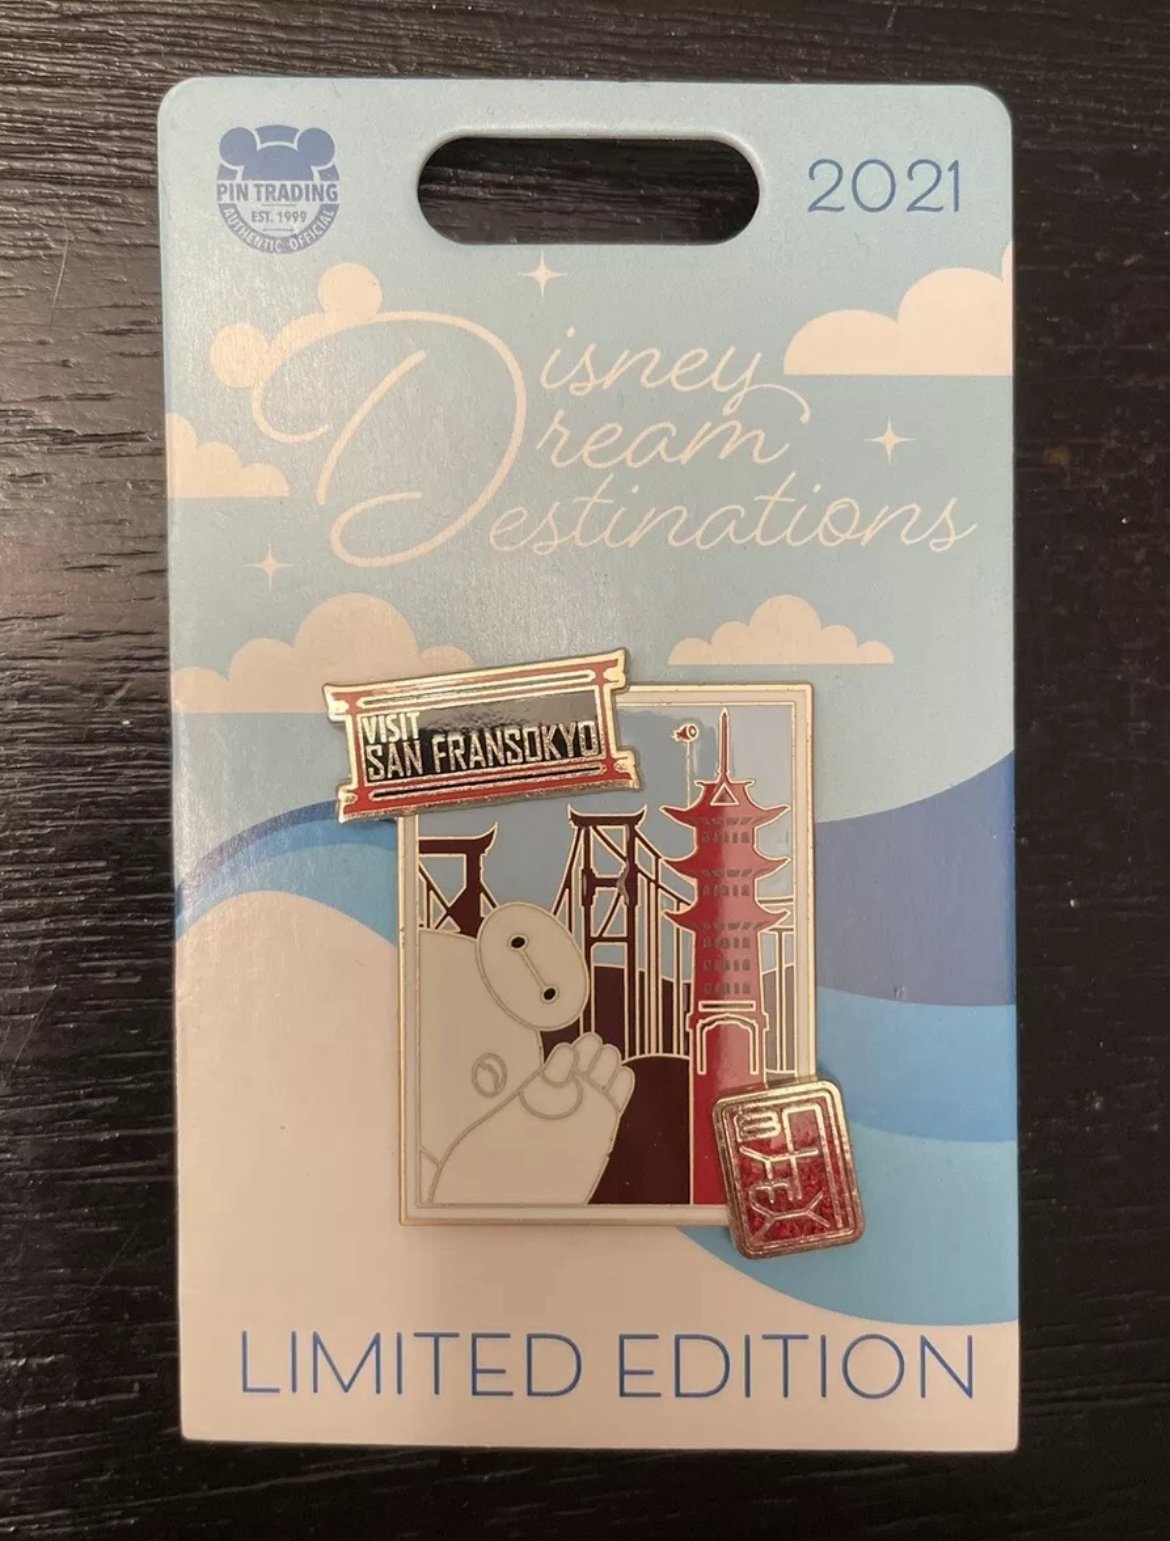 PIN TRADING
EST. 1999
AUTHENTIC OFFICIAL
2021
Disney
Dream
Destinations
VISIT
SAN FRANSOKYO
LIMITED EDITION